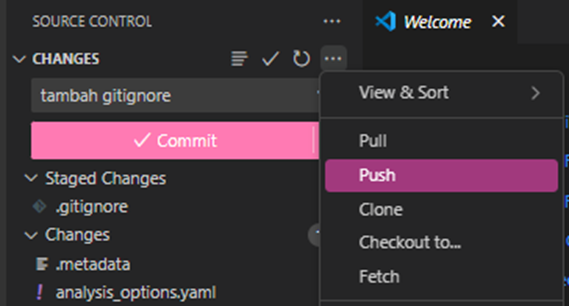 SOURCE CONTROL
Welcome
CHANGES
tambah gitignore
Commit
Staged Changes
.gitignore
Changes
.metadata
analysis_options.yaml
View & Sort
Pull
Push
Clone
Checkout to...
Fetch